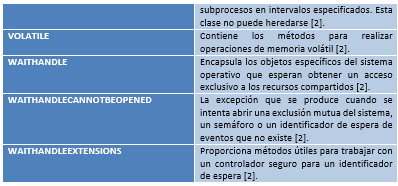 subprocesos en intervalos especificados. Esta
clase no puede heredarse [2].
VOLATILE
Contiene los métodos para realizar
operaciones de memoria volátil [2].
WAITHANDLE
Encapsula los objetos específicos del sistema
operativo que esperan obtener un acceso
exclusivo a los recursos compartidos [2].
WAITHANDLECANNOTBEOPENED
La excepción que se produce cuando se
intenta abrir una exclusión mutua del sistema,
un semáforo o un identificador de espera de
eventos que no existe [2].
WAITHANDLEEXTENSIONS
Proporciona métodos útiles para trabajar con
un controlador seguro para un identificador
de espera [2].